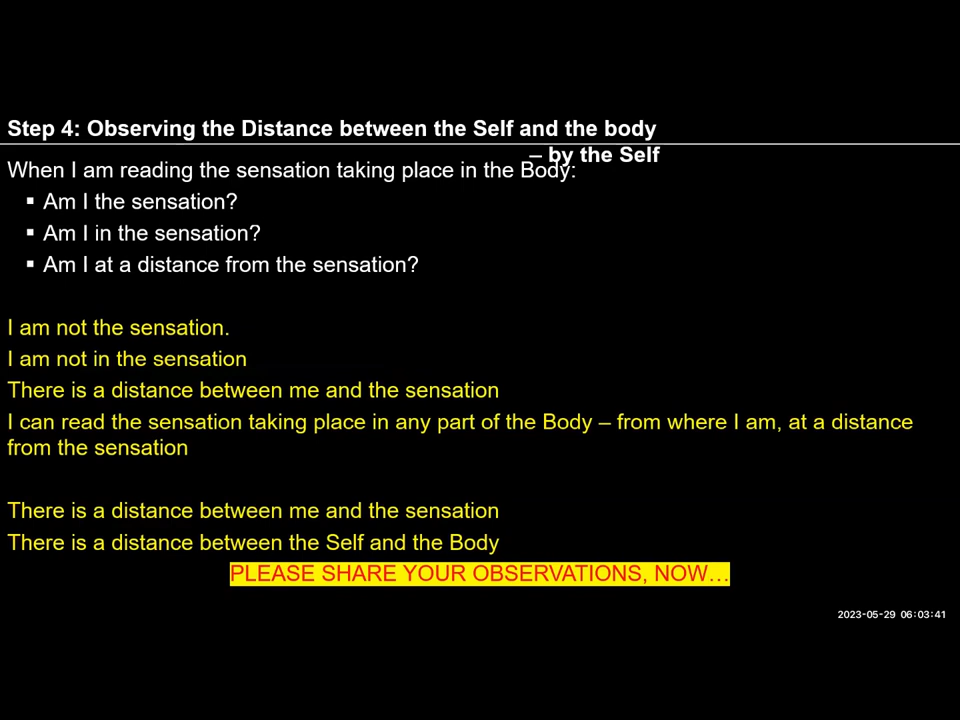 Step 4: Observing the Distance between the Self and the body
– by the Self
When I am reading the sensation taking place in the Body:
▪ Am I the sensation?
▪ Am I in the sensation?
▪ Am I at a distance from the sensation?
I am not the sensation.
I am not in the sensation
There is a distance between me and the sensation
I can read the sensation taking place in any part of the Body – from where I am, at a distance
from the sensation
There is a distance between me and the sensation
There is a distance between the Self and the Body
PLEASE SHARE YOUR OBSERVATIONS, NOW…
2023-05-29 06:03:41